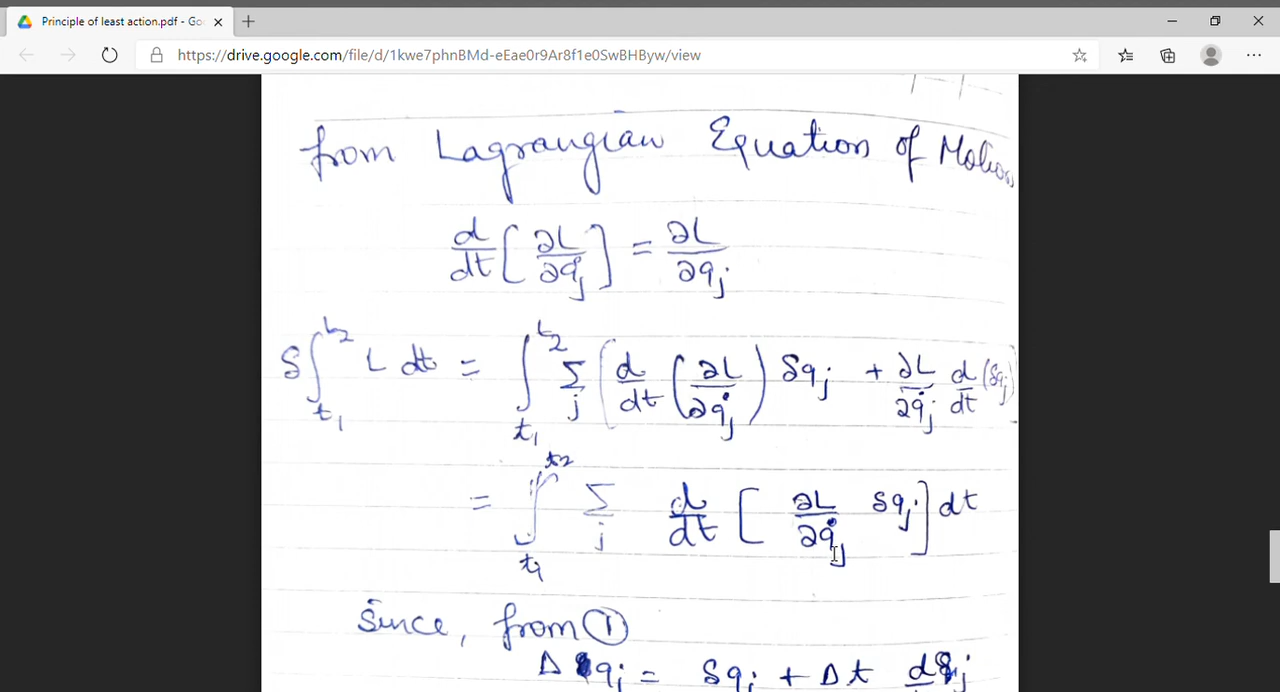 Principle of least action.pdf - Go
https://drive.google.com/file/d/1kwe7phnBMd-eEae0r9Ar8f1e0SwBHByw/view
from Lagrangian Equation of Motion
d/dt [∂L/∂q̇j] = ∂L/∂qj
δ∫t1^t2 L dt = ∫t1^t2 Σj (d/dt (∂L/∂q̇j) δqj + ∂L/∂q̇j d/dt (δqj)
= ∫t1^t2 Σj d/dt [∂L/∂q̇j δqj] dt
Since, from ①
Δqj = δqj + Δt dqj